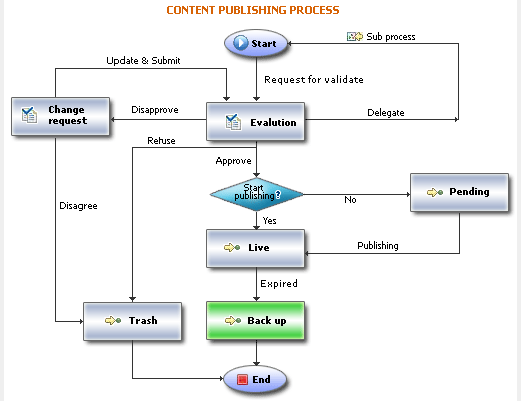 CONTENT PUBLISHING PROCESS
Start
Sub process
Update & Submit
Request for validate
Change
request
Disapprove
Evalution
Delegate
Refuse
Approve
Start
publishing?
No
Pending
Disagree
Yes
Live
Publishing
Expired
Trash
Back up
End